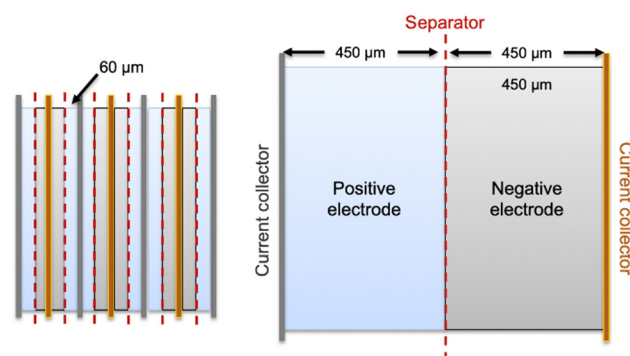 60 µm
Separator
450 µm
450 µm
450 µm
Current collector
Positive
electrode
Negative
electrode
Current collector